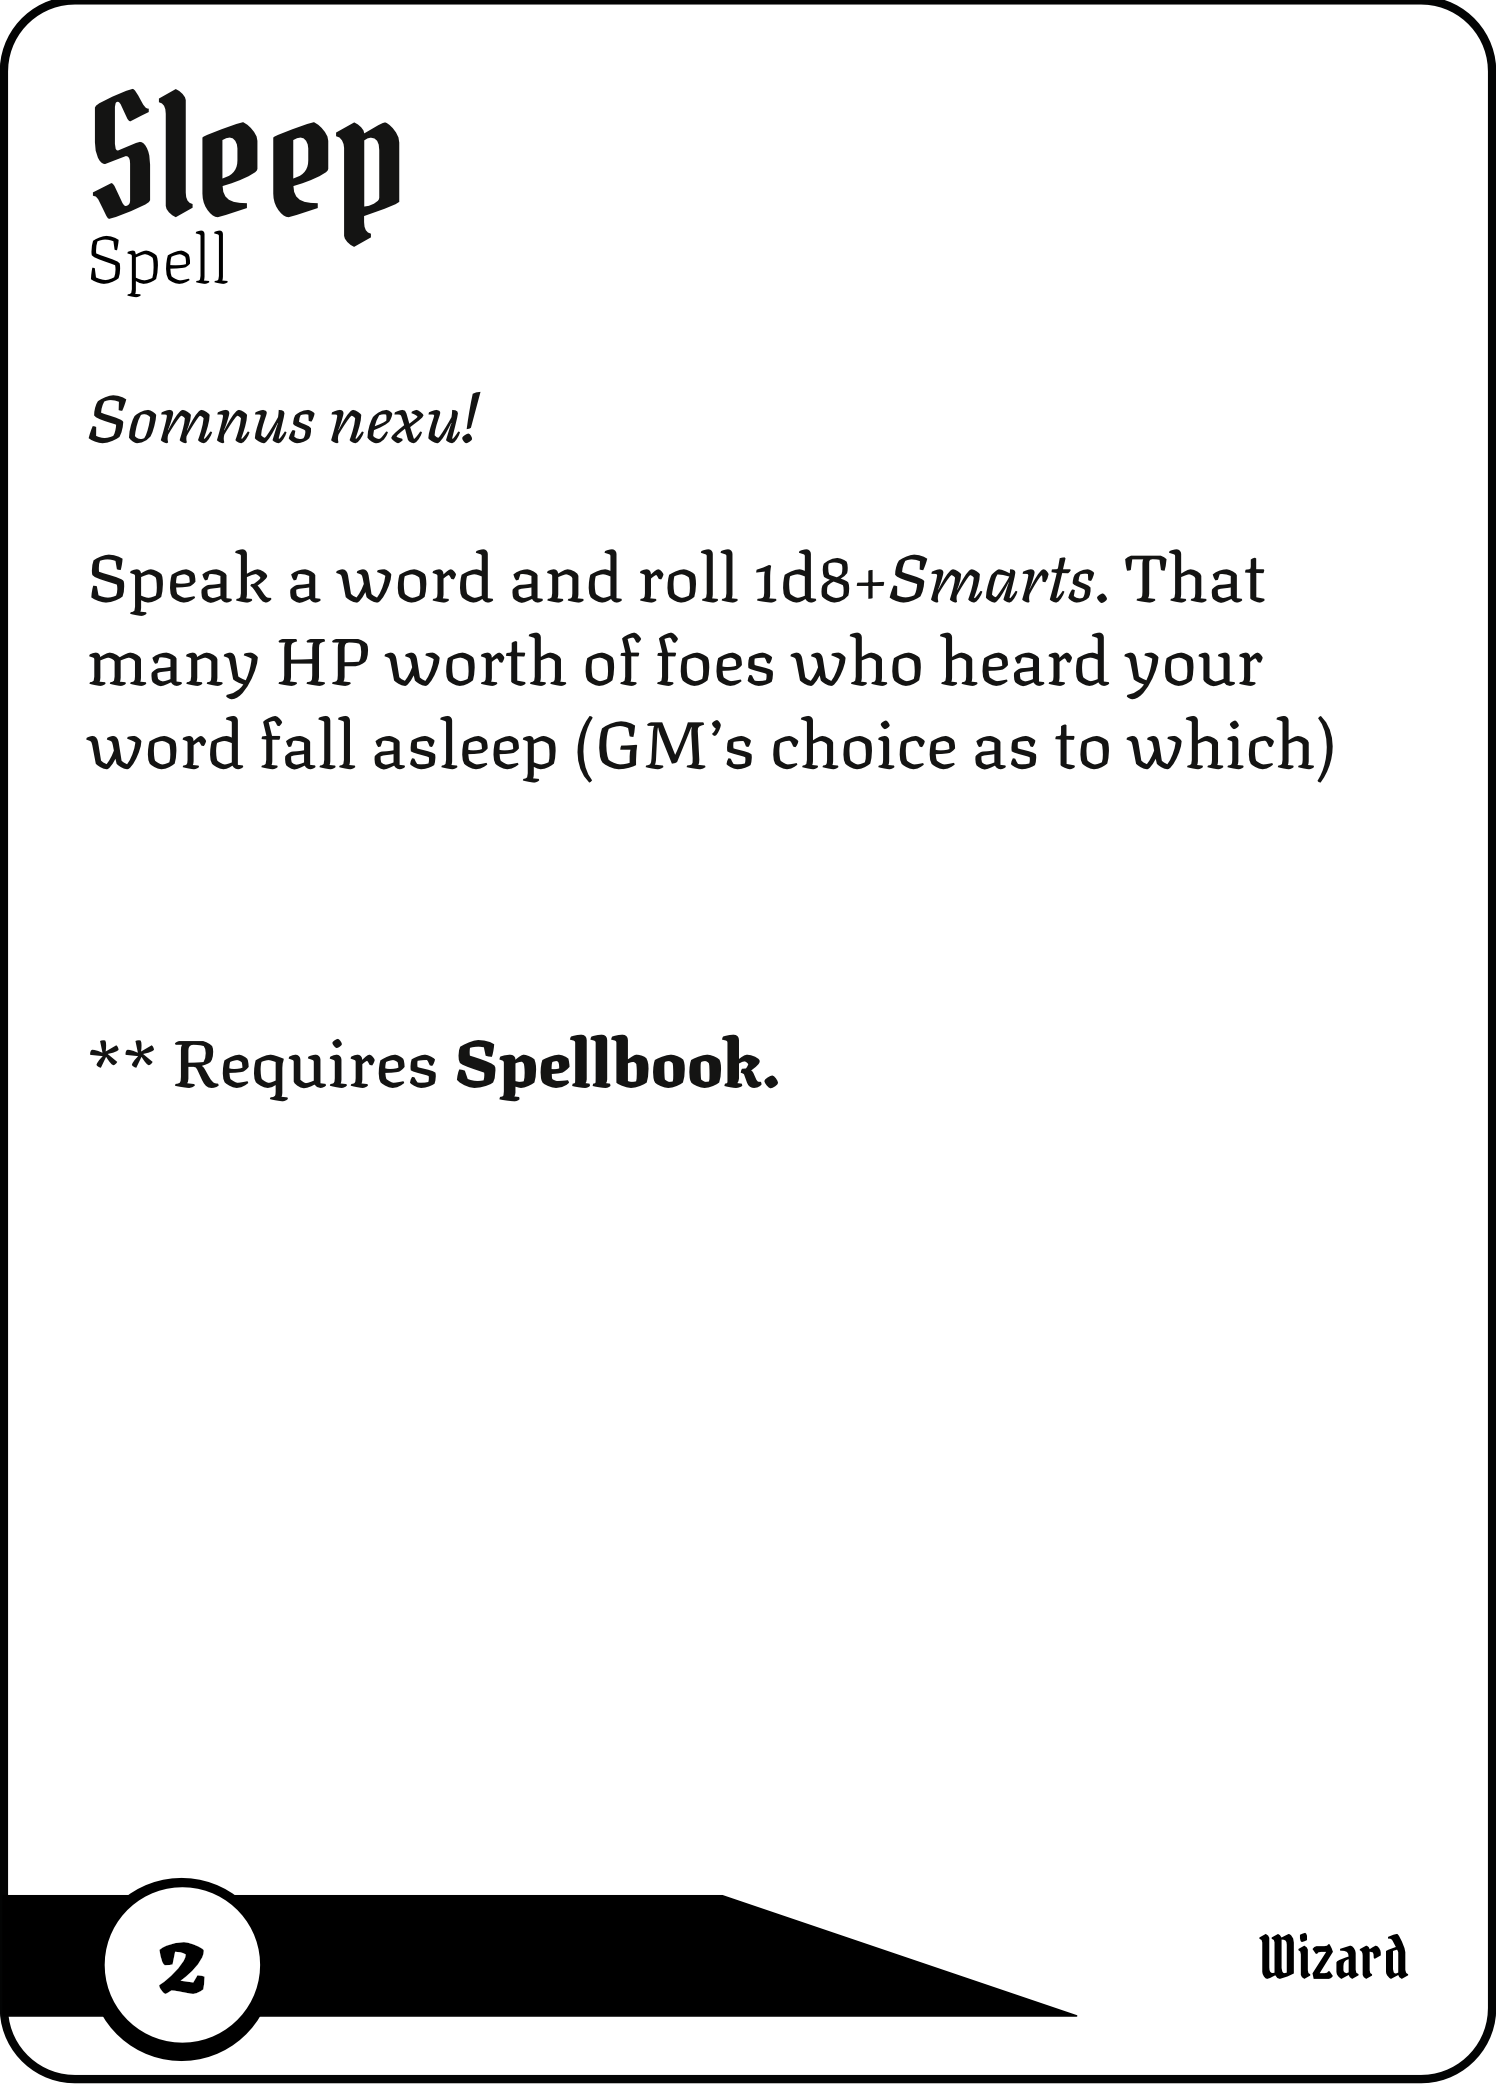 Sleep
Spell
Somnus nexu!
Speak a word and roll 1d8+Smarts. That
many HP worth of foes who heard your
word fall asleep (GM’s choice as to which)
** Requires Spellbook.
2
Wizard